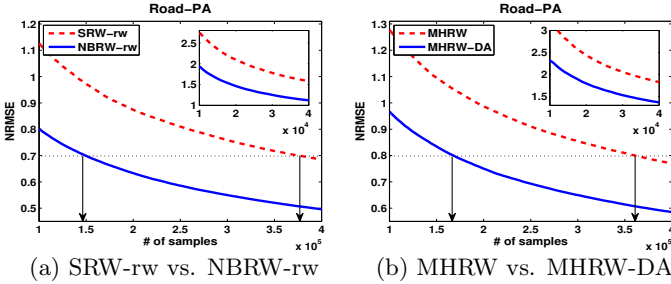 Road-PA
SRW-rw
NBRW-rw
NRMSE
1.2
1.1
1
0.9
0.8
0.7
0.6
0.5
2.5
2
1.5
1
2
3
4
x 10^4
1
1.5
2
2.5
3
3.5
4
x 10^5
# of samples
(a) SRW-rw vs. NBRW-rw
Road-PA
MHRW
MHRW-DA
NRMSE
1.3
1.2
1.1
1
0.9
0.8
0.7
0.6
3
2.5
2
1.5
1
2
3
4
x 10^4
1
1.5
2
2.5
3
3.5
4
x 10^5
# of samples
(b) MHRW vs. MHRW-DA